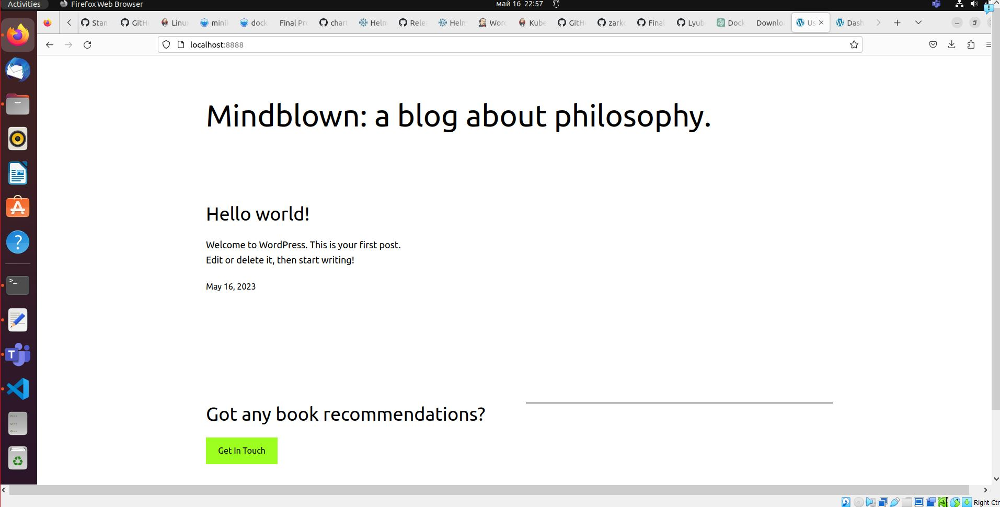 Activities
Firefox Web Browser
май 16 22:57
Stan
GitH
Linu
mini
dock
Final Pr
chart
Helm
Rele
Helm
Word
Kube
GitH
zark
Final
Lyub
Dock
Downlo
Us
Dash
localhost:8888
Mindblown: a blog about philosophy.
Hello world!
Welcome to WordPress. This is your first post.
Edit or delete it, then start writing!
May 16, 2023
Got any book recommendations?
Get In Touch
Right Ctr